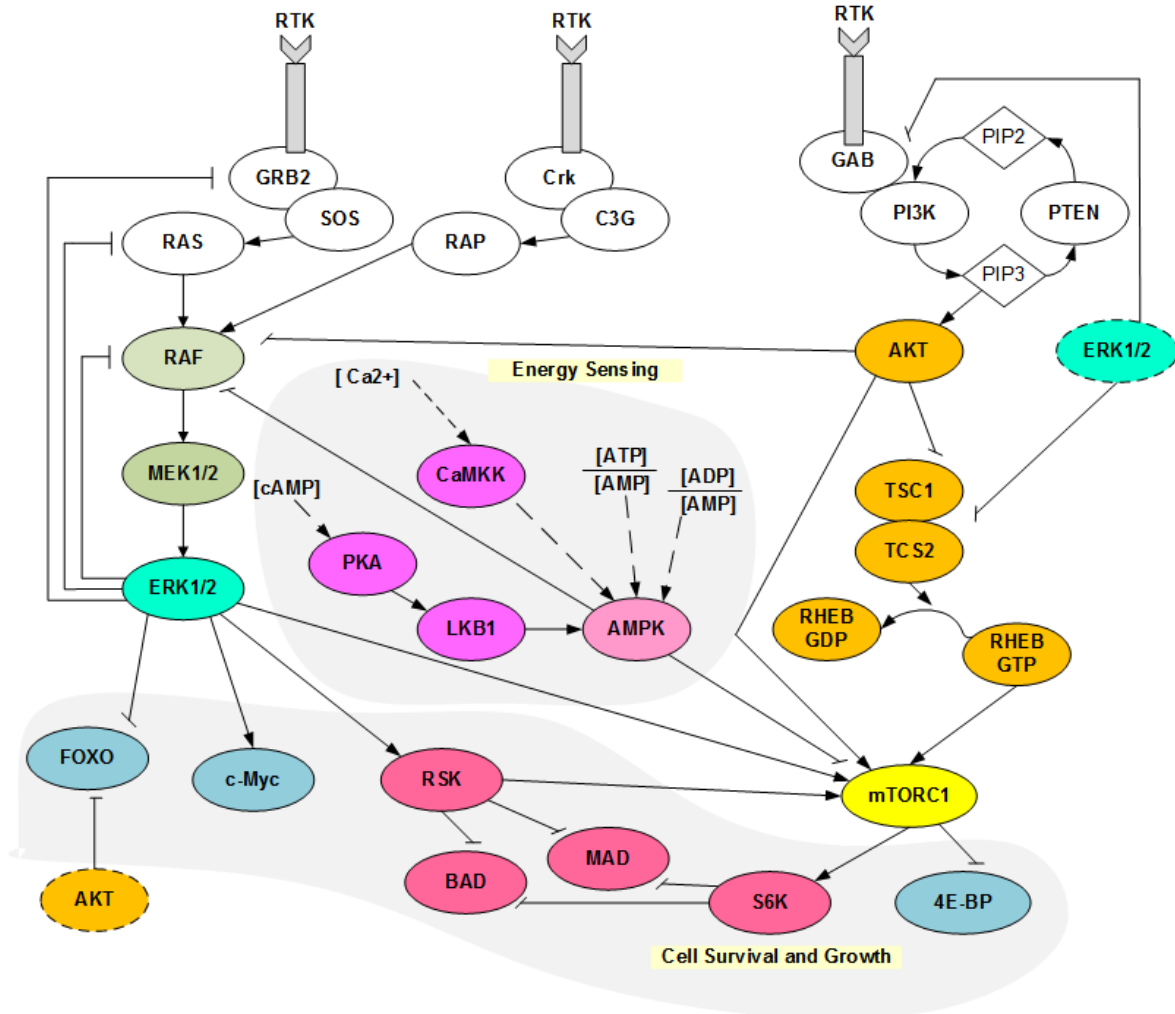 RTK
RTK
RTK
GRB2
SOS
Crk
C3G
GAB
PIP2
PI3K
PTEN
RAS
RAP
PIP3
RAF
AKT
ERK1/2
Energy Sensing
[ Ca2+]
MEK1/2
[cAMP]
CaMKK
[ATP]
[AMP]
[ADP]
[AMP]
TSC1
TCS2
PKA
ERK1/2
LKB1
AMPK
RHEB
GDP
RHEB
GTP
FOXO
c-Myc
RSK
mTORC1
MAD
BAD
AKT
S6K
4E-BP
Cell Survival and Growth